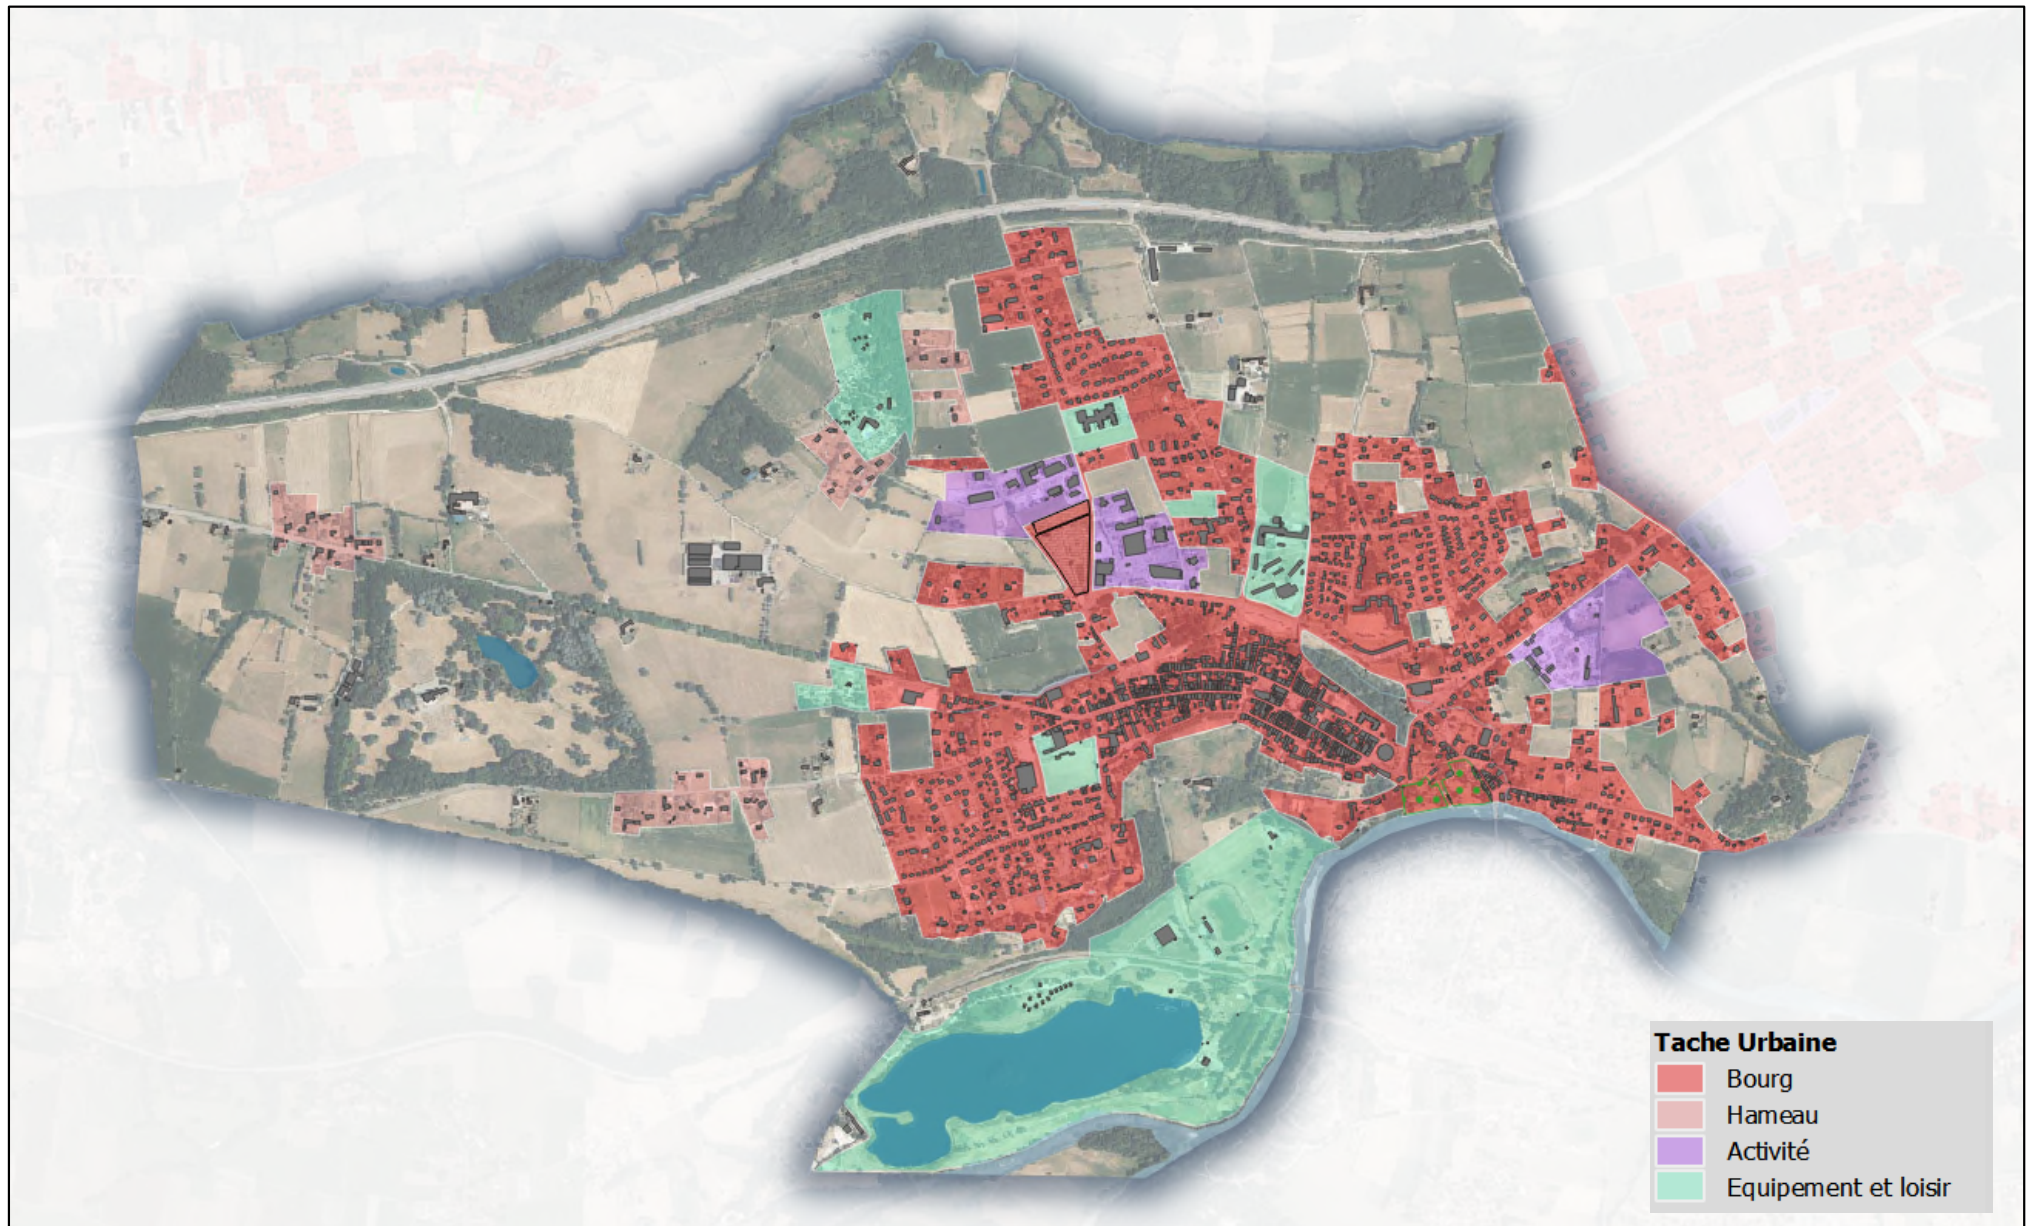 Tache Urbaine
Bourg
Hameau
Activité
Equipement et loisir